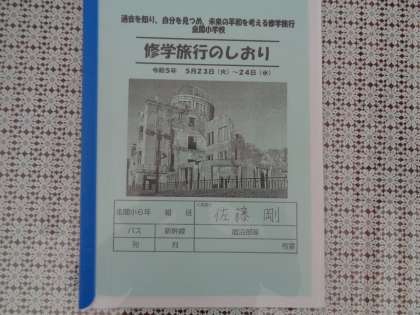 過去を知り、自分を見つめ、未来の平和を考える修学旅行
修学旅行のしおり
令和５年　５月２３日（火）～２４日（水）
小６年　組　班
佐藤　剛
バス　新幹線　宿泊部屋
列　列　号室